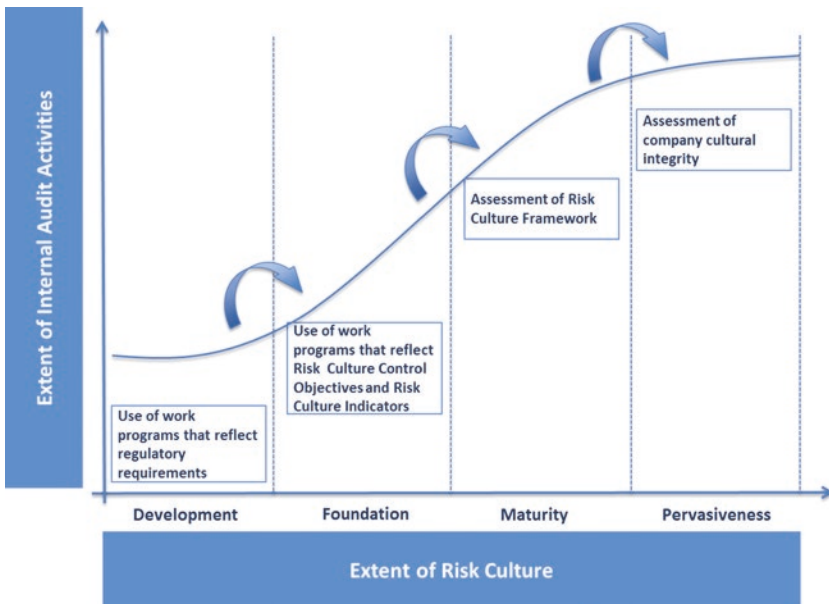 Extent of Internal Audit Activities
Assessment of
company cultural
integrity
Assessment of Risk
Culture Framework
Use of work
programs that reflect
Risk Culture Control
Objectives and Risk
Culture Indicators
Use of work
programs that reflect
regulatory
requirements
Development
Foundation
Maturity
Pervasiveness
Extent of Risk Culture